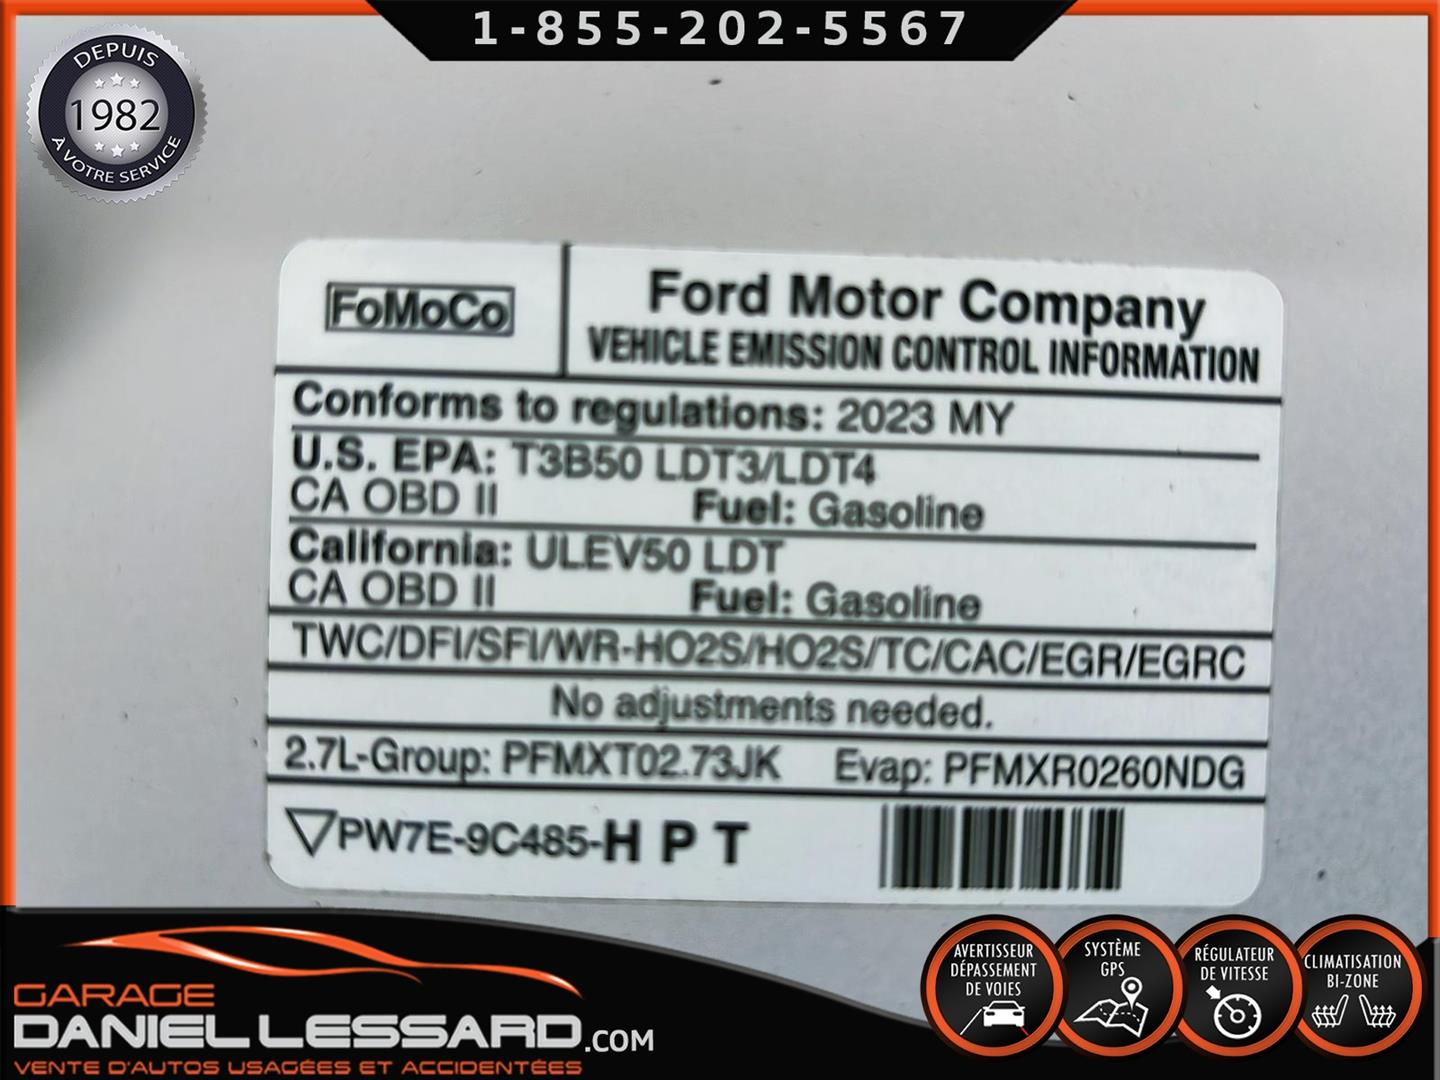 1-855-202-5567
DEPUIS
1982
À VOTRE SERVICE
FoMoCo
Ford Motor Company
VEHICLE EMISSION CONTROL INFORMATION
Conforms to regulations: 2023 MY
U.S. EPA: T3B50 LDT3/LDT4
CA OBD II Fuel: Gasoline
California: ULEV50 LDT
CA OBD II Fuel: Gasoline
TWC/DFI/SFI/WR-HO2S/HO2S/TC/CAC/EGR/EGRC
No adjustments needed.
2.7L-Group: PFMXT02.73JK Evap: PFMXR0260NDG
PW7E-9C485-H P T
AVERTISSEUR
DÉPASSEMENT
DE VOIES
SYSTÈME
GPS
RÉGULATEUR
DE VITESSE
CLIMATISATION
BI-ZONE
GARAGE
DANIEL LESSARD.COM
VENTE D'AUTOS USAGÉES ET ACCIDENTÉES